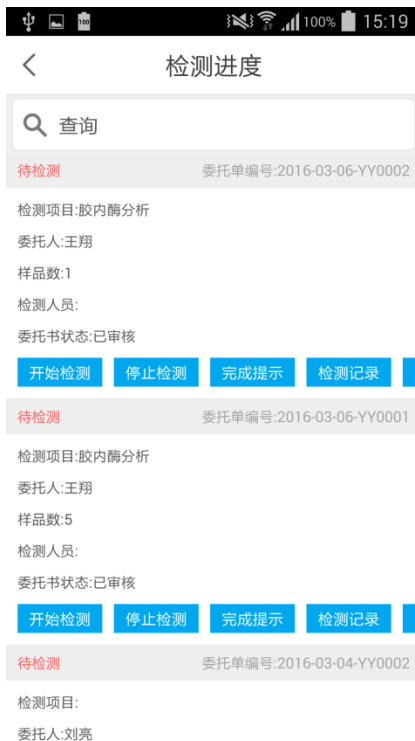 100 100% 15:19
检测进度
查询
待检测 委托单编号:2016-03-06-YY0002
检测项目:胶内酶分析
委托人:王翔
样品数:1
检测人员:
委托书状态:已审核
开始检测 停止检测 完成提示 检测记录
待检测 委托单编号:2016-03-06-YY0001
检测项目:胶内酶分析
委托人:王翔
样品数:5
检测人员:
委托书状态:已审核
开始检测 停止检测 完成提示 检测记录
待检测 委托单编号:2016-03-04-YY0002
检测项目:
委托人:刘亮